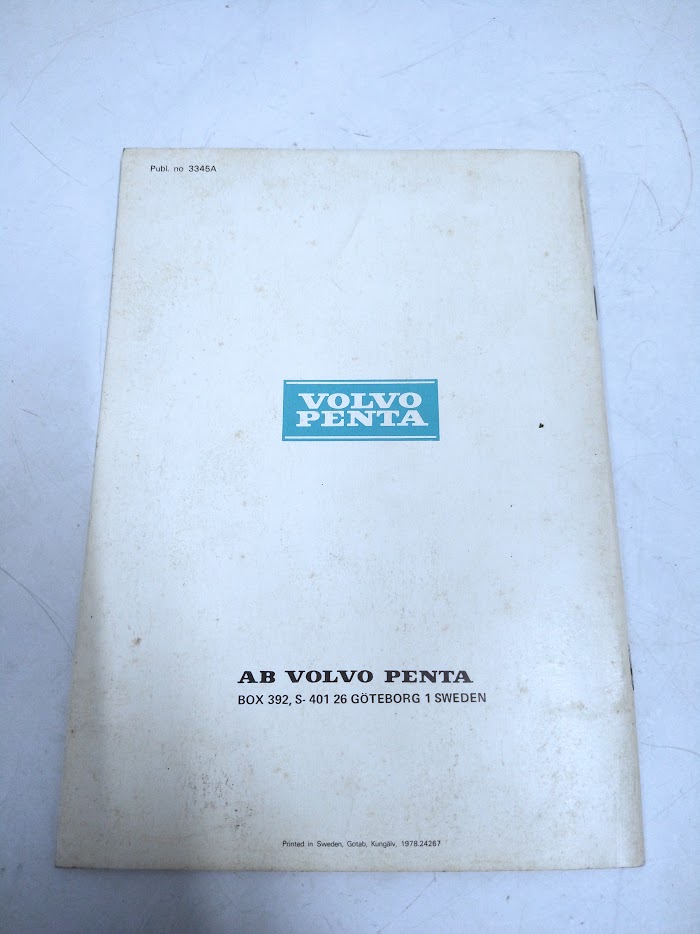 Publ. no 3345A
VOLVO
PENTA
AB VOLVO PENTA
BOX 392, S- 401 26 GÖTEBORG 1 SWEDEN
Printed in Sweden, Gotab, Kungälv, 1978.24267